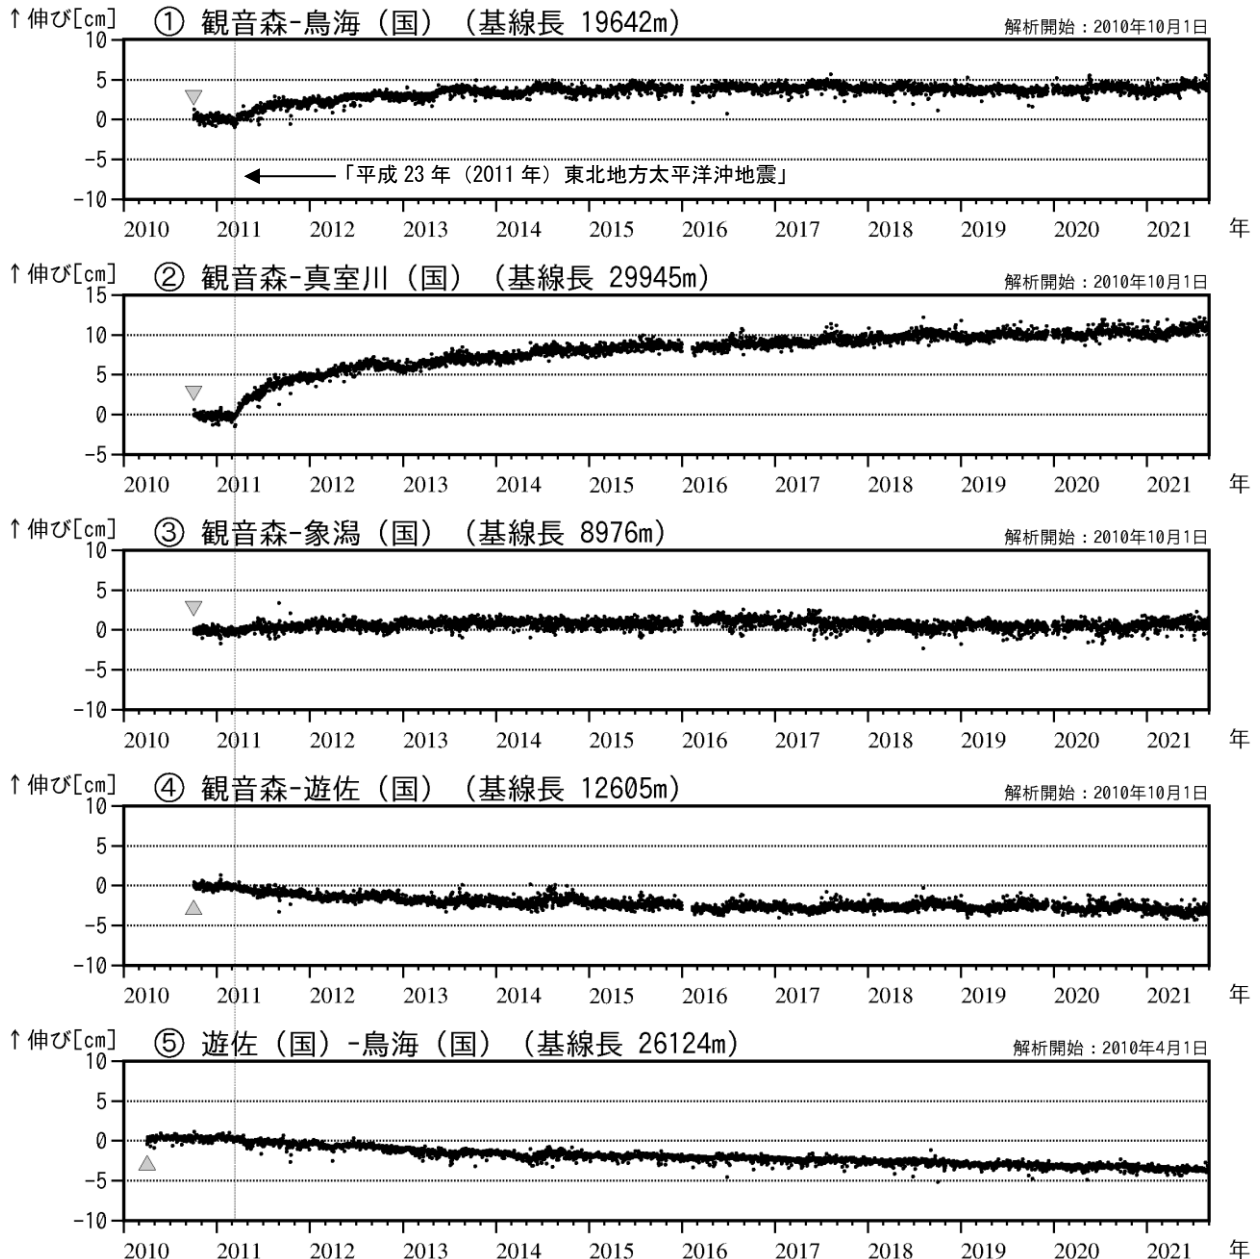 ↑伸び[cm] ① 観音森-鳥海(国) (基線長 19642m) 解析開始:2010年10月1日
10
5
0
-5
「平成 23 年(2011 年)東北地方太平洋沖地震」
-10
2010 2011 2012 2013 2014 2015 2016 2017 2018 2019 2020 2021 年
↑伸び[cm] ② 観音森-真室川(国) (基線長 29945m) 解析開始:2010年10月1日
15
10
5
0
-5
2010 2011 2012 2013 2014 2015 2016 2017 2018 2019 2020 2021 年
↑伸び[cm] ③ 観音森-象潟(国) (基線長 8976m) 解析開始:2010年10月1日
10
5
0
-5
-10
2010 2011 2012 2013 2014 2015 2016 2017 2018 2019 2020 2021 年
↑伸び[cm] ④ 観音森-遊佐(国) (基線長 12605m) 解析開始:2010年10月1日
10
5
0
-5
-10
2010 2011 2012 2013 2014 2015 2016 2017 2018 2019 2020 2021 年
↑伸び[cm] ⑤ 遊佐(国)-鳥海(国) (基線長 26124m) 解析開始:2010年4月1日
10
5
0
-5
-10
2010 2011 2012 2013 2014 2015 2016 2017 2018 2019 2020 2021 年